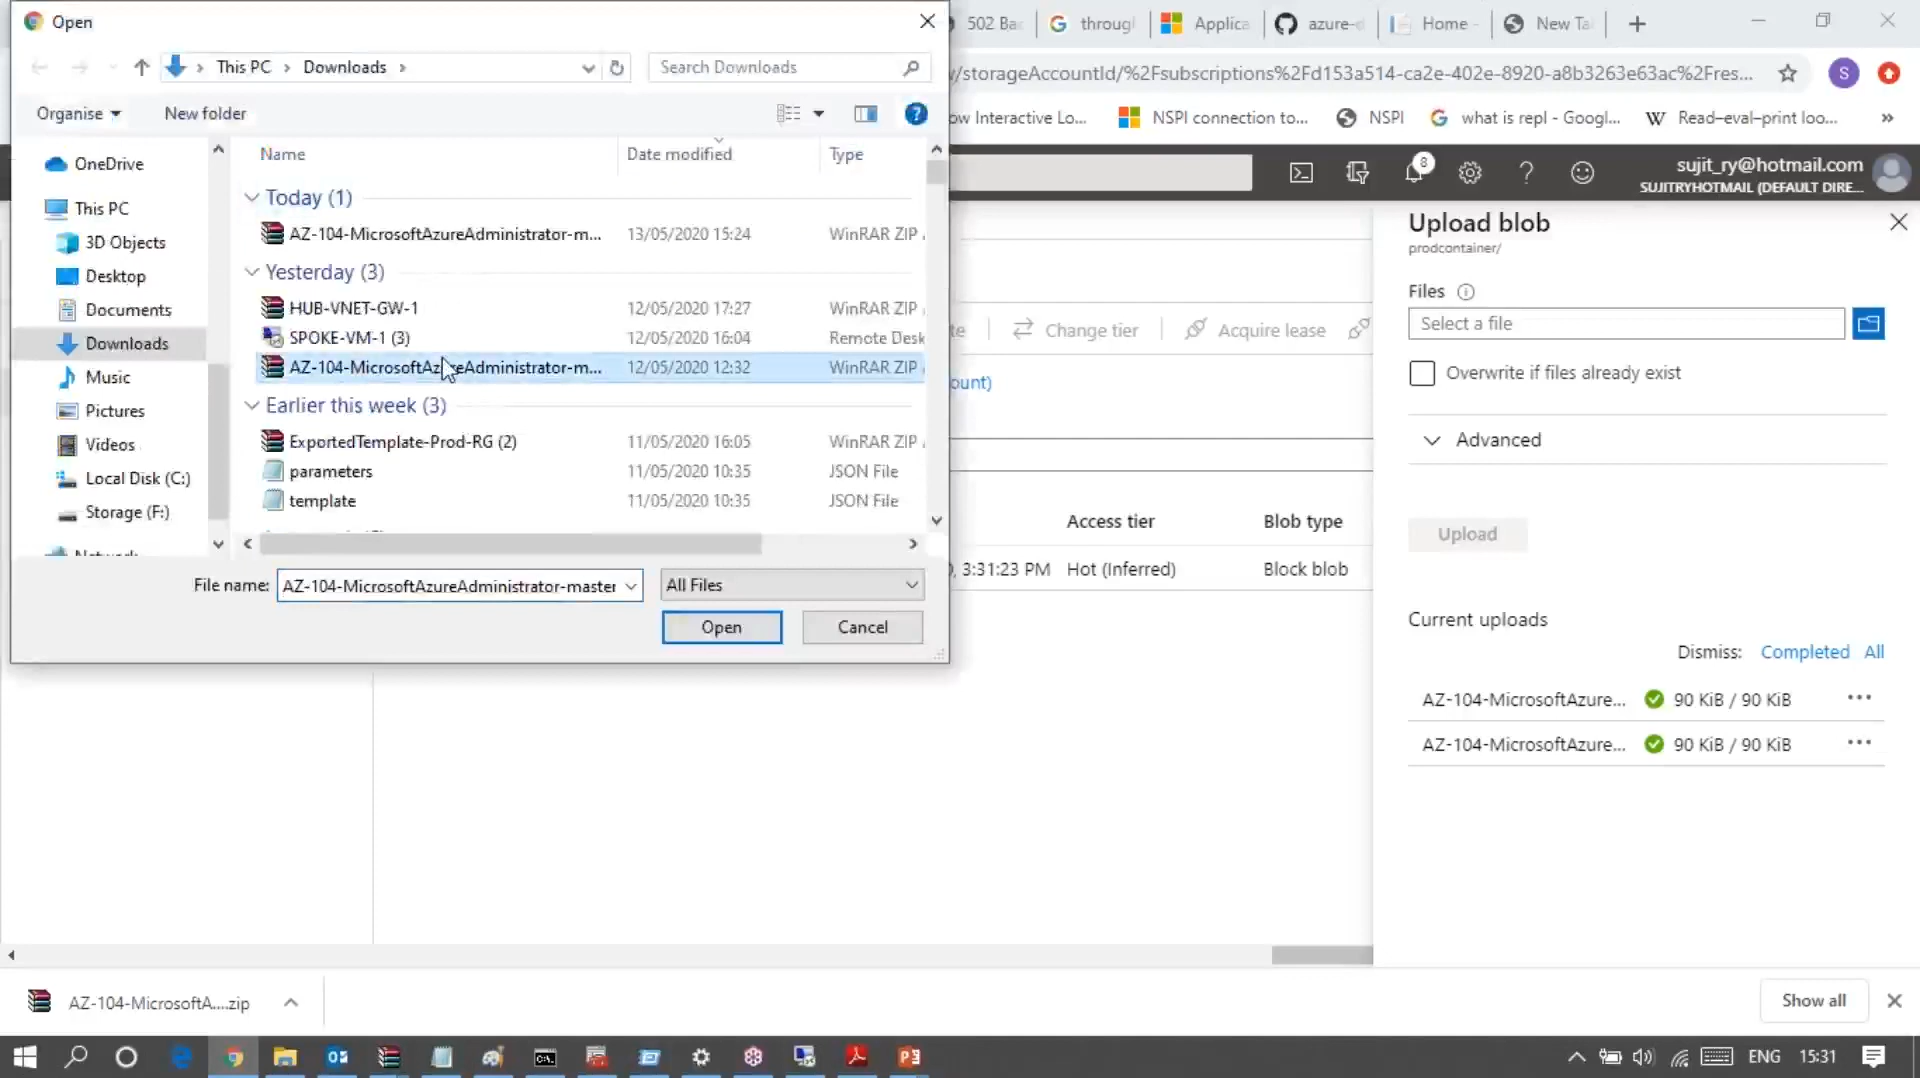 Open
502 Ba
throug
Applica
azure-
Home -
New Ta
This PC > Downloads >
Search Downloads
/storageAccountId/%2Fsubscriptions%2Fd153a514-ca2e-402e-8920-a8b3263e63ac%2Fres...
S
Organise
New folder
ow Interactive Lo...
NSPI connection to...
NSPI
what is repl - Googl...
Read–eval–print loo...
»
OneDrive
This PC
3D Objects
Desktop
Documents
Downloads
Music
Pictures
Videos
Local Disk (C:)
Storage (F:)
Network
Name
Date modified
Type
Today (1)
AZ-104-MicrosoftAzureAdministrator-m... 13/05/2020 15:24 WinRAR ZIP
Yesterday (3)
HUB-VNET-GW-1 12/05/2020 17:27 WinRAR ZIP
SPOKE-VM-1 (3) 12/05/2020 16:04 Remote Desk
AZ-104-MicrosoftAzureAdministrator-m... 12/05/2020 12:32 WinRAR ZIP
Earlier this week (3)
ExportedTemplate-Prod-RG (2) 11/05/2020 16:05 WinRAR ZIP
parameters 11/05/2020 10:35 JSON File
template 11/05/2020 10:35 JSON File
File name:
AZ-104-MicrosoftAzureAdministrator-master
All Files
Open
Cancel
8
sujit_ry@hotmail.com
SUJITRYHOTMAIL (DEFAULT DIRE...
te
Change tier
Acquire lease
ount)
Access tier
Blob type
, 3:31:23 PM
Hot (Inferred)
Block blob
Upload blob
prodcontainer/
Files
Select a file
Overwrite if files already exist
Advanced
Upload
Current uploads
Dismiss: Completed All
AZ-104-MicrosoftAzure... 90 KiB / 90 KiB ...
AZ-104-MicrosoftAzure... 90 KiB / 90 KiB ...
AZ-104-MicrosoftA....zip
Show all
ENG
15:31